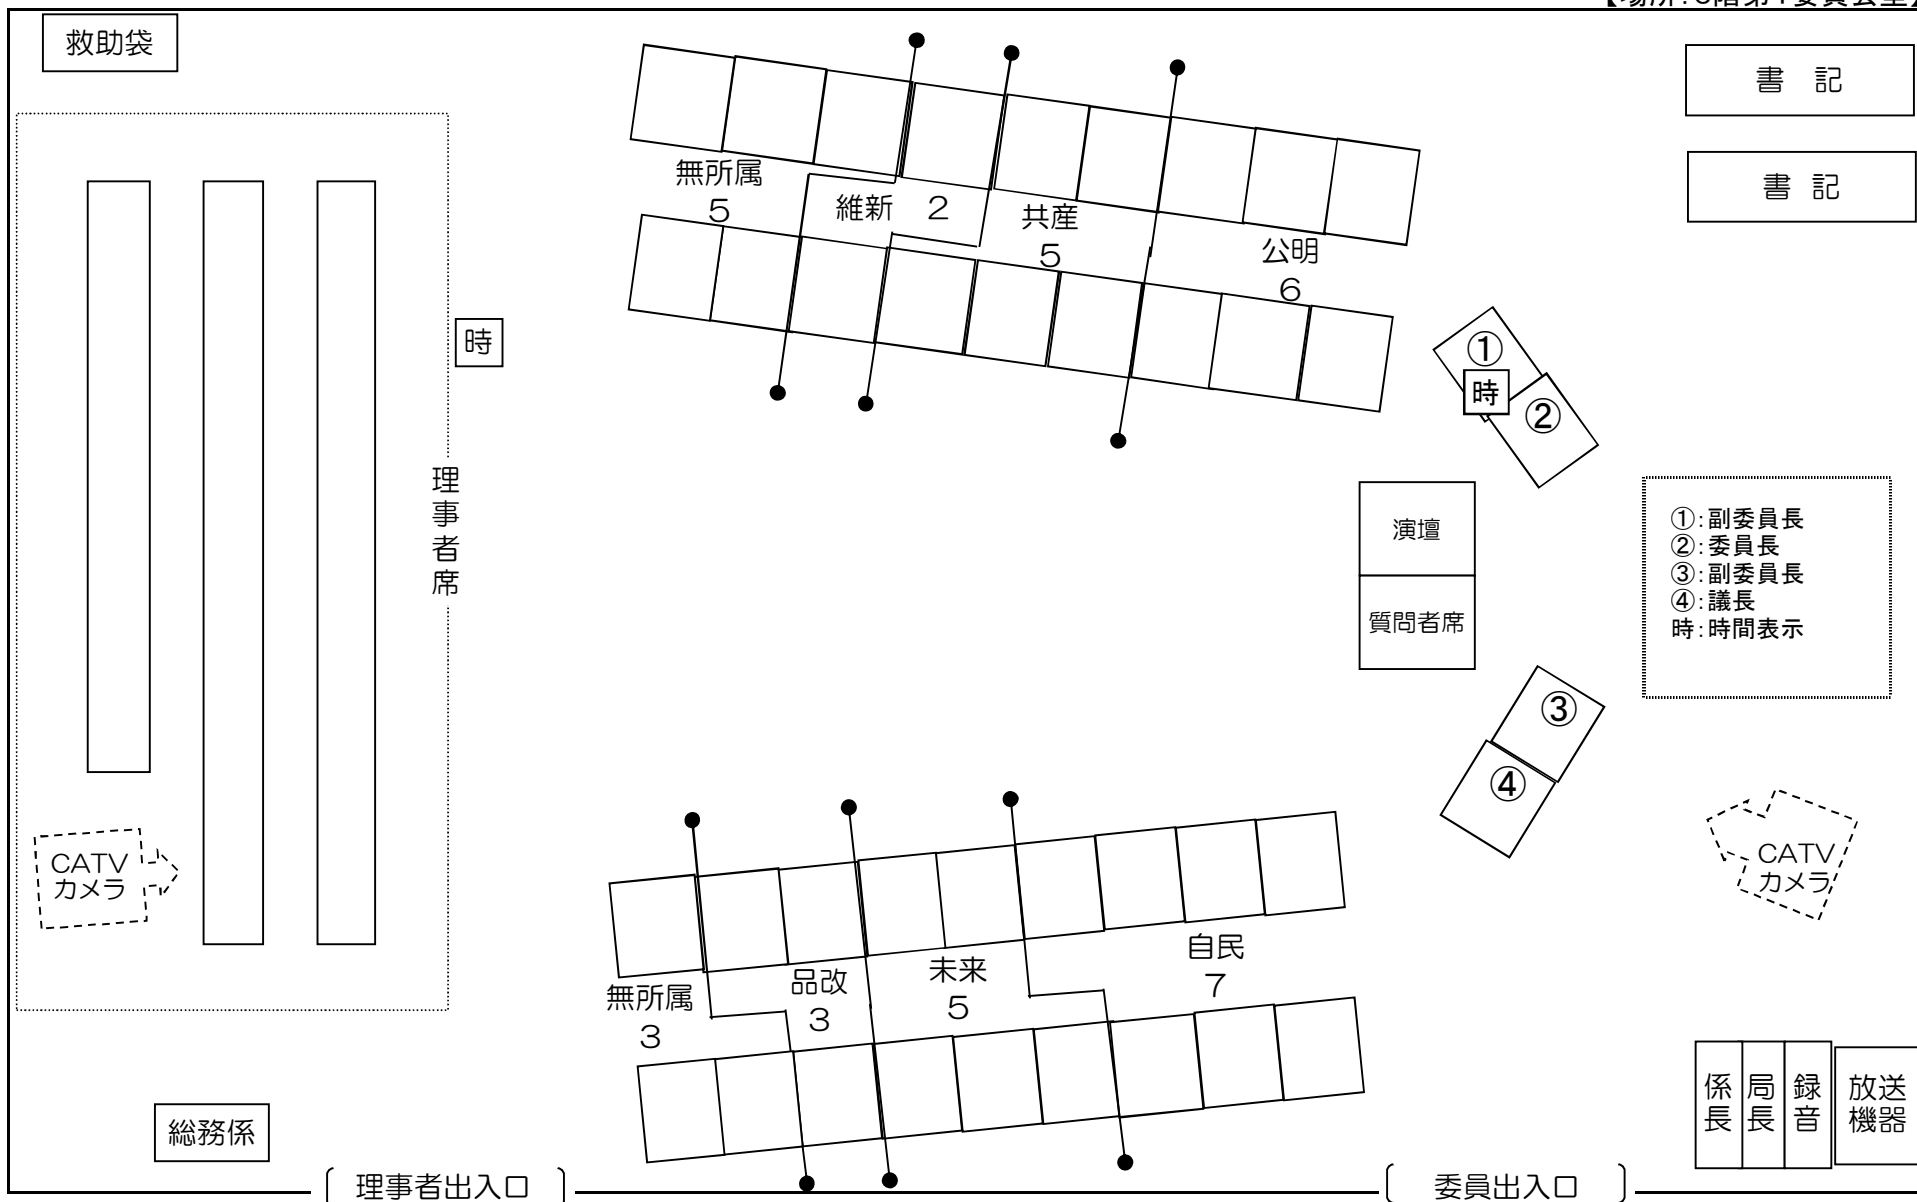 救助袋
書 記
書 記
無所属
5
維新 2
共産
5
公明
6
時
①
時
②
理事者席
演壇
質問者席
①：副委員長
②：委員長
③：副委員長
④：議長
時：時間表示
③
④
CATV
カメラ
CATV
カメラ
無所属
3
品改
3
未来
5
自民
7
総務係
係長
局長
録音
放送
機器
理事者出入口
委員出入口